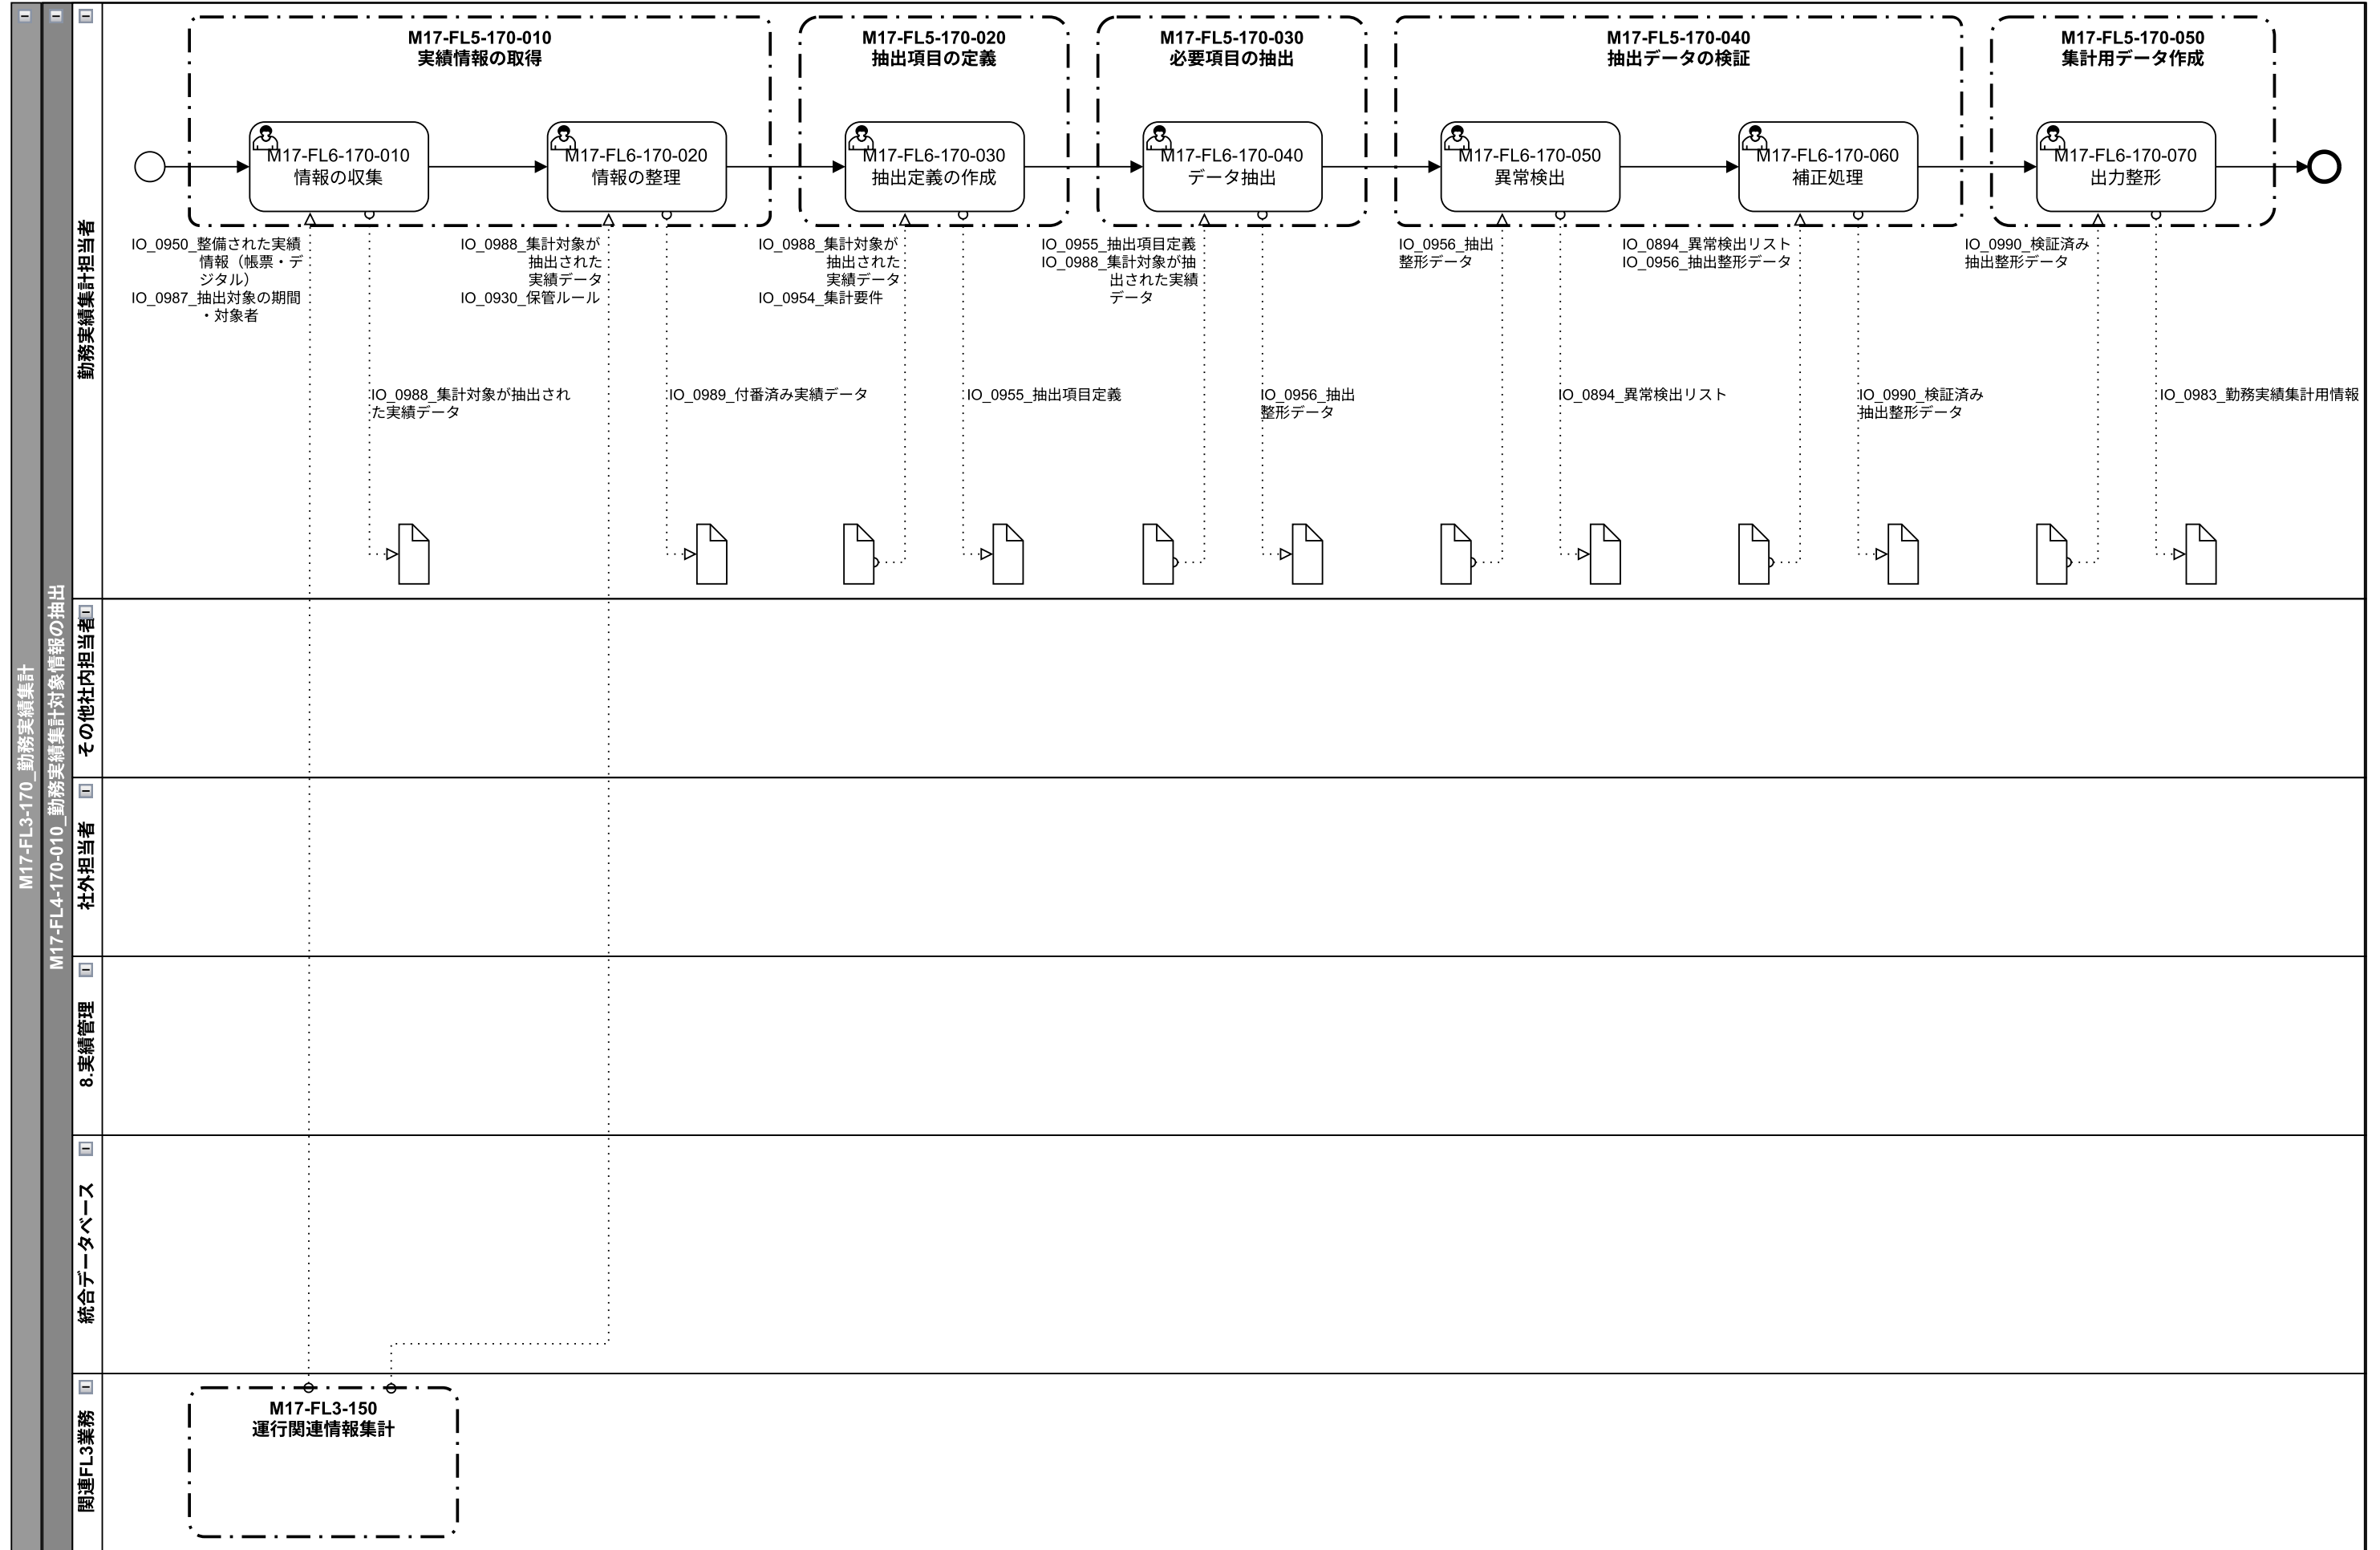 M17-FL3-170_勤務実績集計
M17-FL4-170-010_勤務実績集計対象情報の抽出
勤務実績集計担当者
M17-FL5-170-010
実績情報の取得
M17-FL5-170-020
抽出項目の定義
M17-FL5-170-030
必要項目の抽出
M17-FL5-170-040
抽出データの検証
M17-FL5-170-050
集計用データ作成
M17-FL6-170-010
情報の収集
M17-FL6-170-020
情報の整理
M17-FL6-170-030
抽出定義の作成
M17-FL6-170-040
データ抽出
M17-FL6-170-050
異常検出
M17-FL6-170-060
補正処理
M17-FL6-170-070
出力整形
IO_0950_整備された実績
情報（帳票・デ
ジタル）
IO_0987_抽出対象の期間
・対象者
IO_0988_集計対象が
抽出された
実績データ
IO_0930_保管ルール
IO_0988_集計対象が
抽出された
実績データ
IO_0954_集計要件
IO_0955_抽出項目定義
IO_0988_集計対象が抽
出された実績
データ
IO_0956_抽出
整形データ
IO_0894_異常検出リスト
IO_0956_抽出整形データ
IO_0990_検証済み
抽出整形データ
IO_0988_集計対象が抽出され
た実績データ
IO_0989_付番済み実績データ
IO_0955_抽出項目定義
IO_0956_抽出
整形データ
IO_0894_異常検出リスト
IO_0990_検証済み
抽出整形データ
IO_0983_勤務実績集計用情報
その他社内担当者
社外担当者
8.実績管理
統合データベース
関連FL3業務
M17-FL3-150
運行関連情報集計